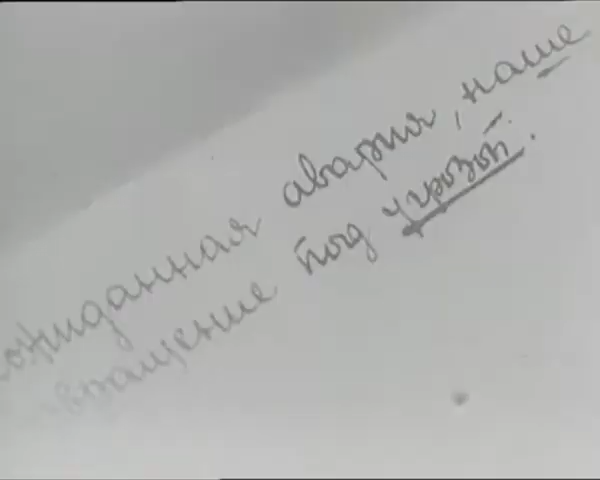 ожиданная авария, наше
вращение под угрозой.